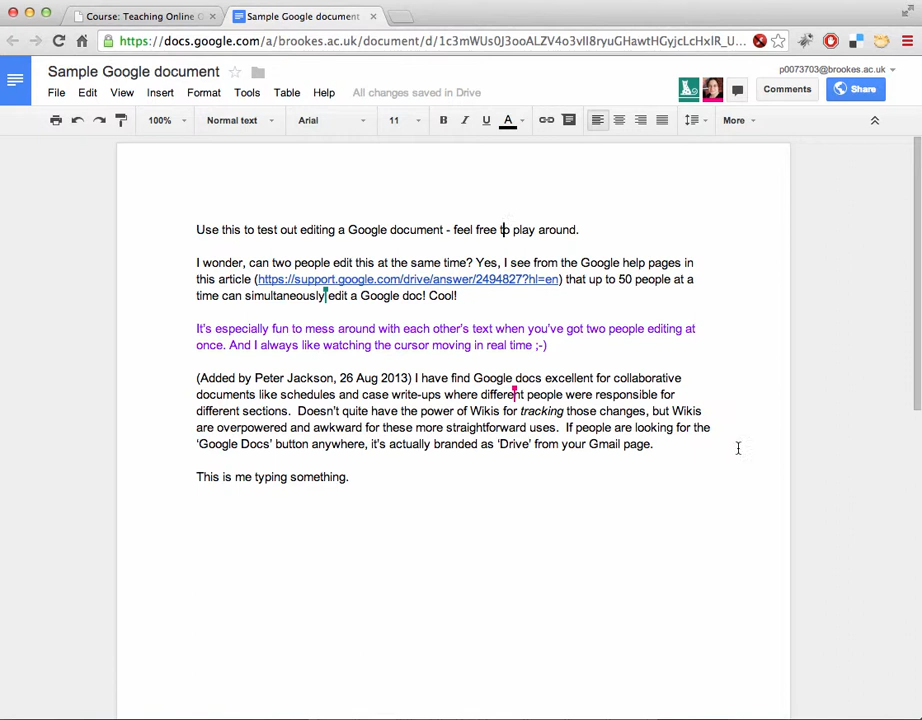 Course: Teaching Online O
Sample Google document
https://docs.google.com/a/brookes.ac.uk/document/d/1c3mWUs0J3ooALZV4o3vII8ryuGHawtHGyjcLcHxIR_U...
Sample Google document
p0073703@brookes.ac.uk
File Edit View Insert Format Tools Table Help All changes saved in Drive
Comments
Share
100% Normal text Arial 11 B I U A More
Use this to test out editing a Google document - feel free to play around.
I wonder, can two people edit this at the same time? Yes, I see from the Google help pages in
this article (https://support.google.com/drive/answer/2494827?hl=en) that up to 50 people at a
time can simultaneously edit a Google doc! Cool!
It's especially fun to mess around with each other's text when you've got two people editing at
once. And I always like watching the cursor moving in real time ;-)
(Added by Peter Jackson, 26 Aug 2013) I have find Google docs excellent for collaborative
documents like schedules and case write-ups where different people were responsible for
different sections.  Doesn't quite have the power of Wikis for tracking those changes, but Wikis
are overpowered and awkward for these more straightforward uses.  If people are looking for the
'Google Docs' button anywhere, it's actually branded as 'Drive' from your Gmail page.
This is me typing something.